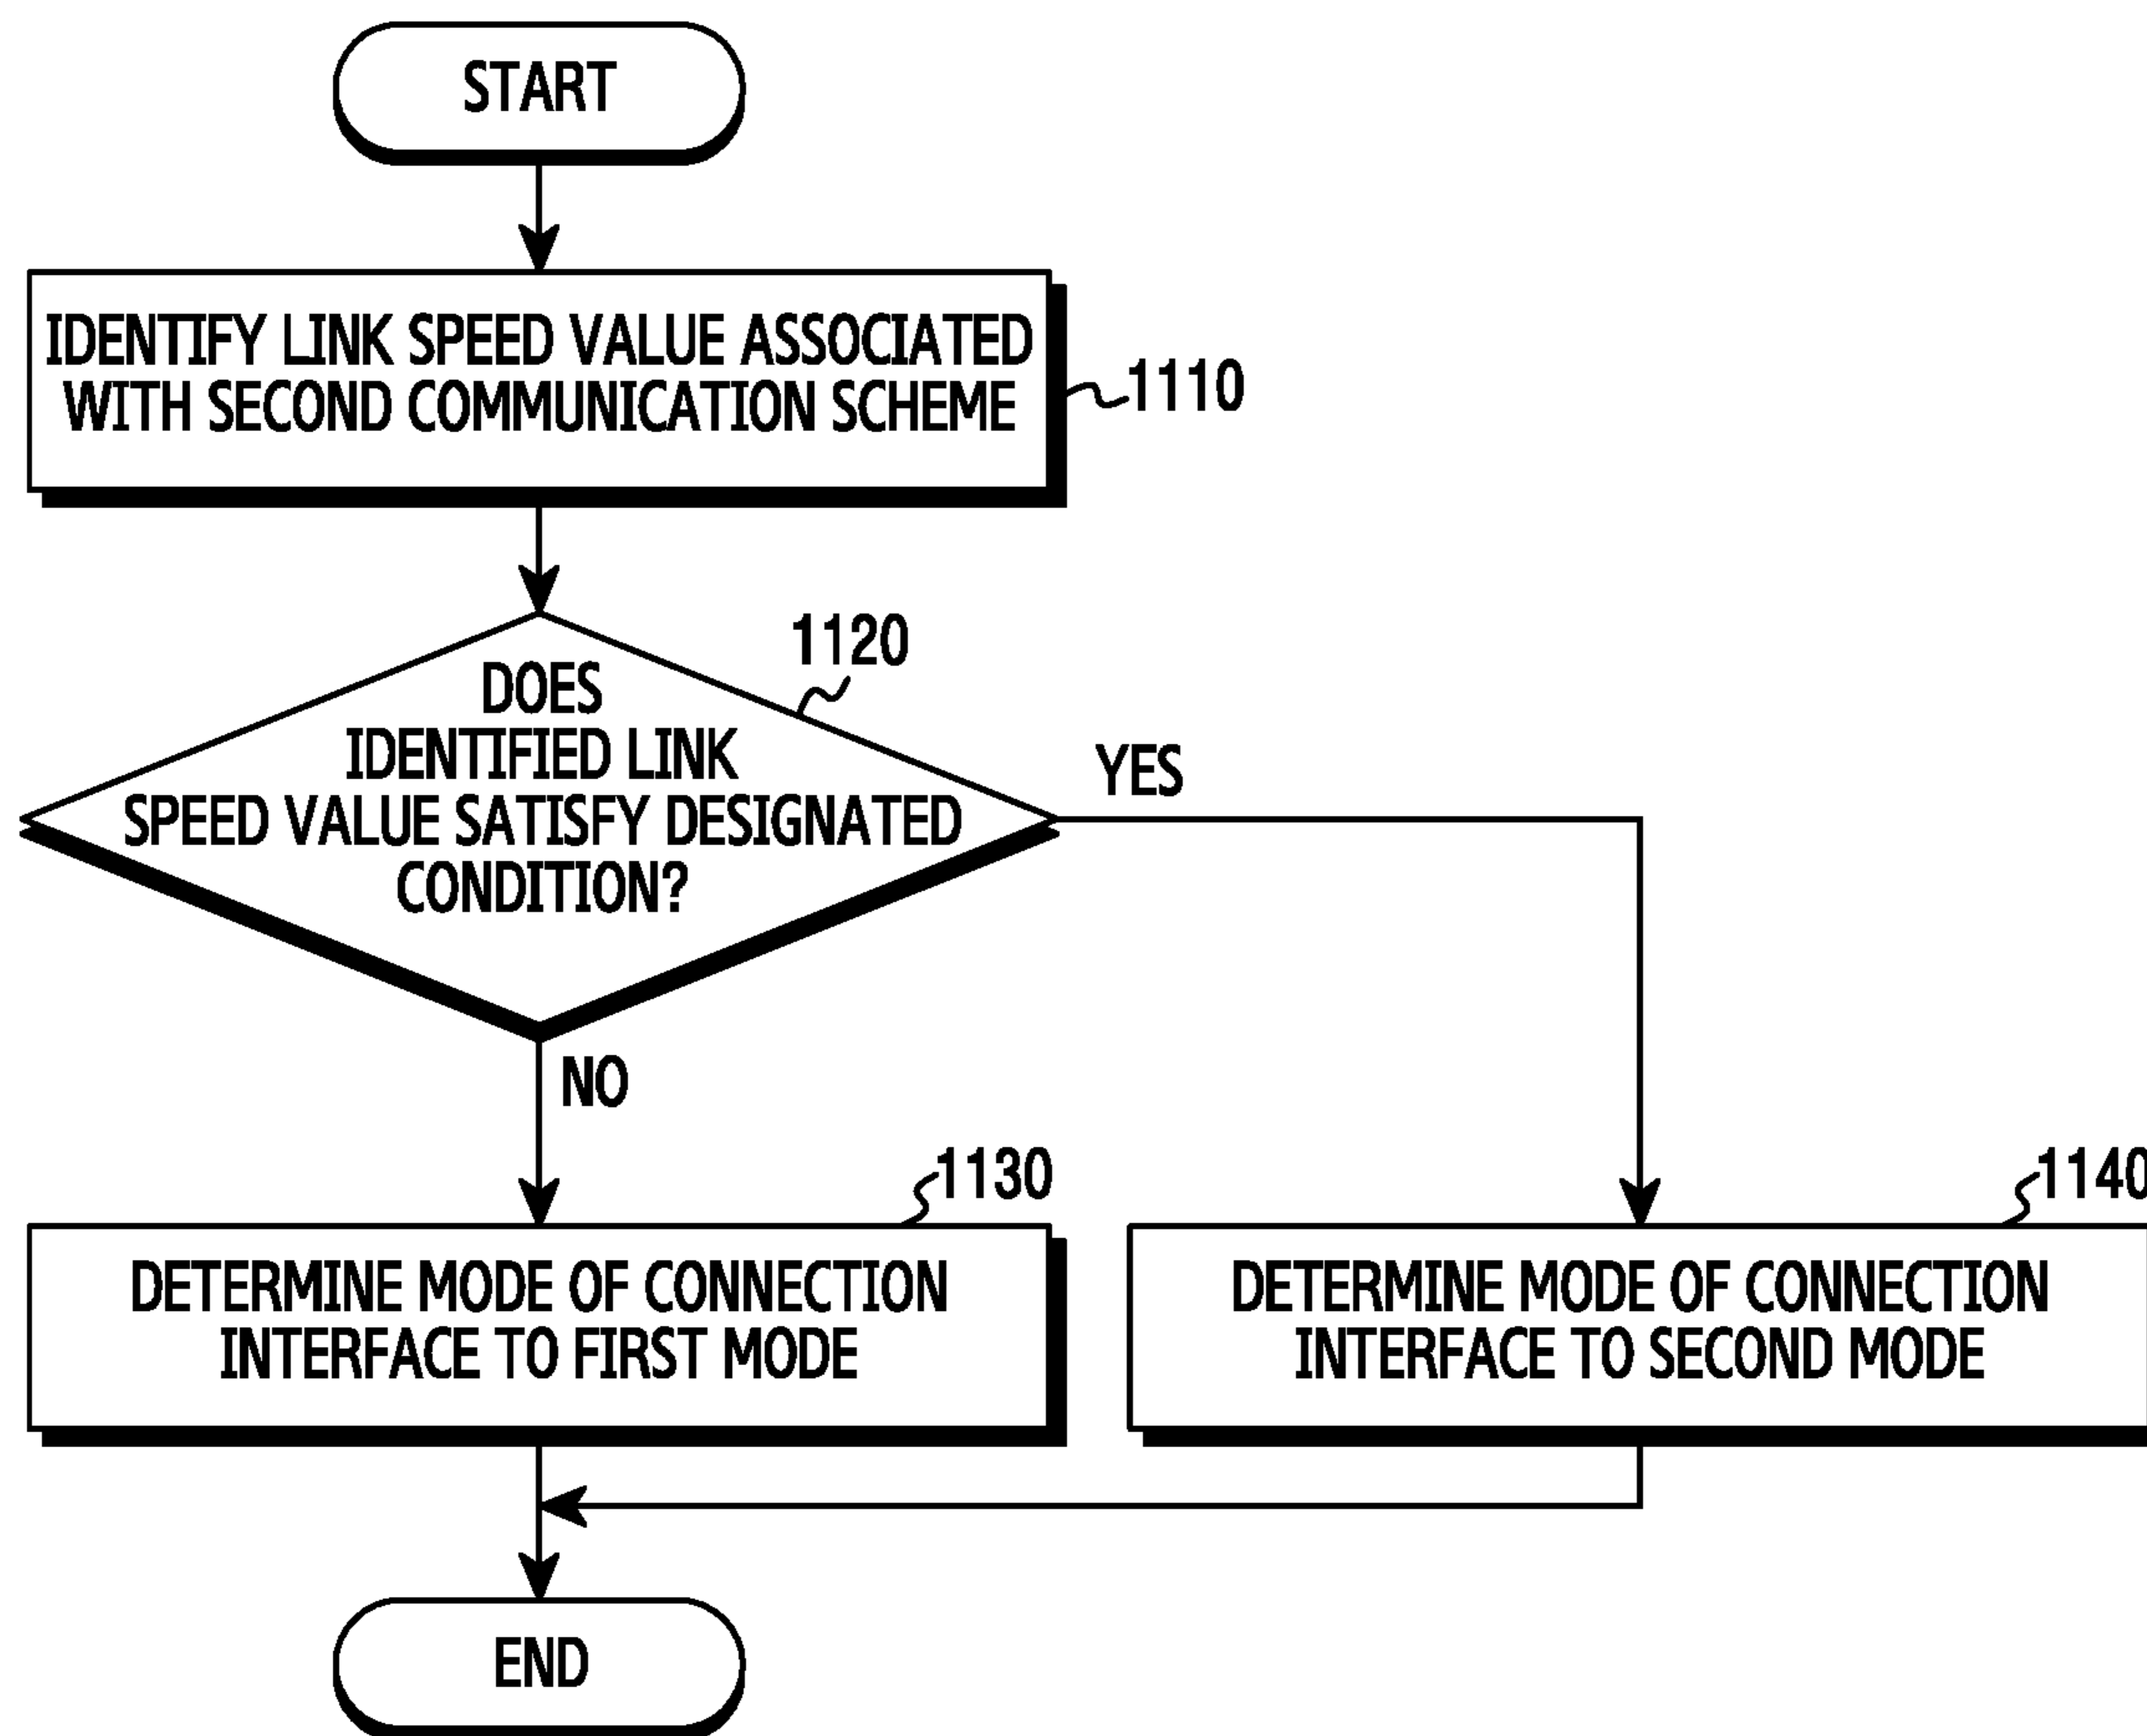 START
IDENTIFY LINK SPEED VALUE ASSOCIATED
WITH SECOND COMMUNICATION SCHEME
1110
1120
DOES
IDENTIFIED LINK
SPEED VALUE SATISFY DESIGNATED
CONDITION?
YES
NO
1130
DETERMINE MODE OF CONNECTION
INTERFACE TO FIRST MODE
1140
DETERMINE MODE OF CONNECTION
INTERFACE TO SECOND MODE
END